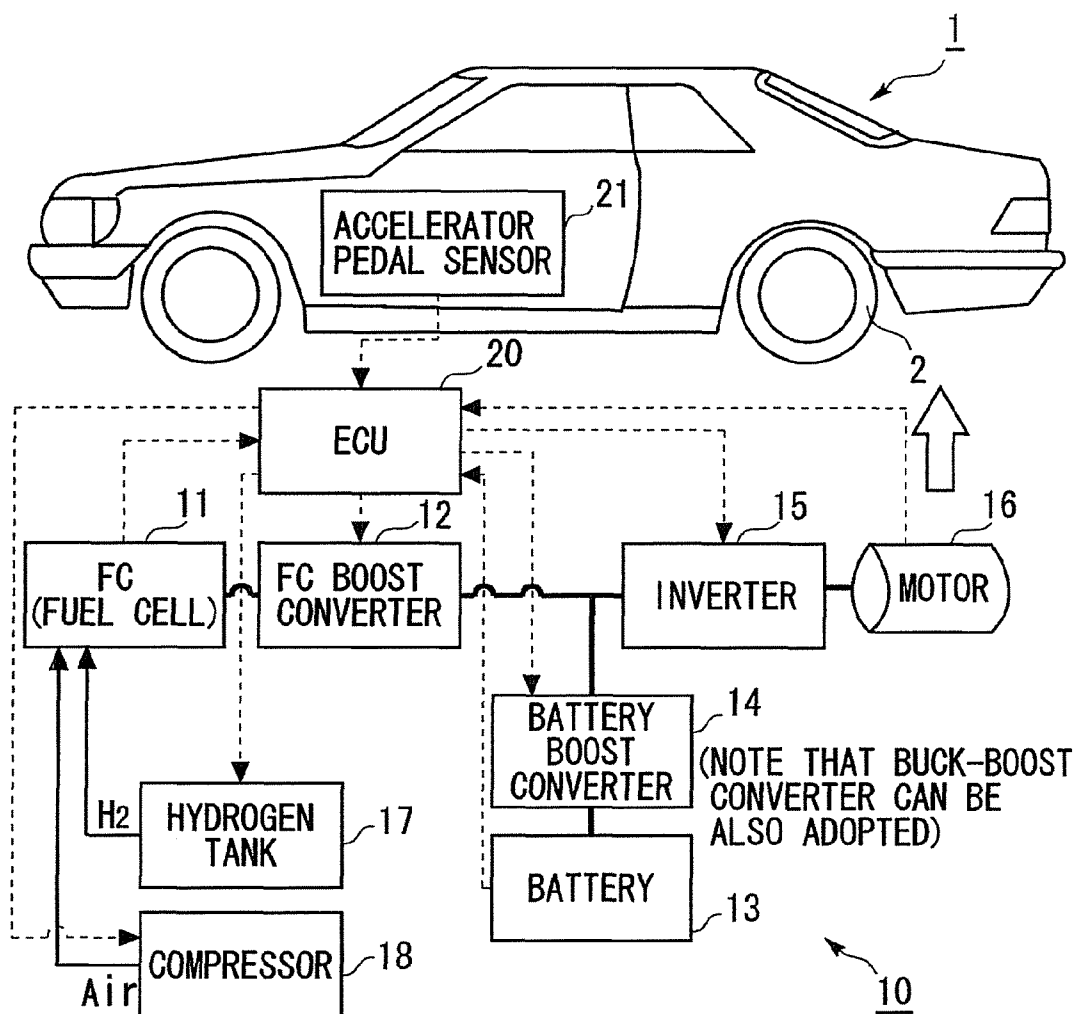 1
ACCELERATOR
PEDAL SENSOR
21
2
20
ECU
11
FC
(FUEL CELL)
12
FC BOOST
CONVERTER
15
INVERTER
16
MOTOR
BATTERY
BOOST
CONVERTER
14
(NOTE THAT BUCK-BOOST
CONVERTER CAN BE
ALSO ADOPTED)
H2
HYDROGEN
TANK
17
BATTERY
13
Air
COMPRESSOR
18
10